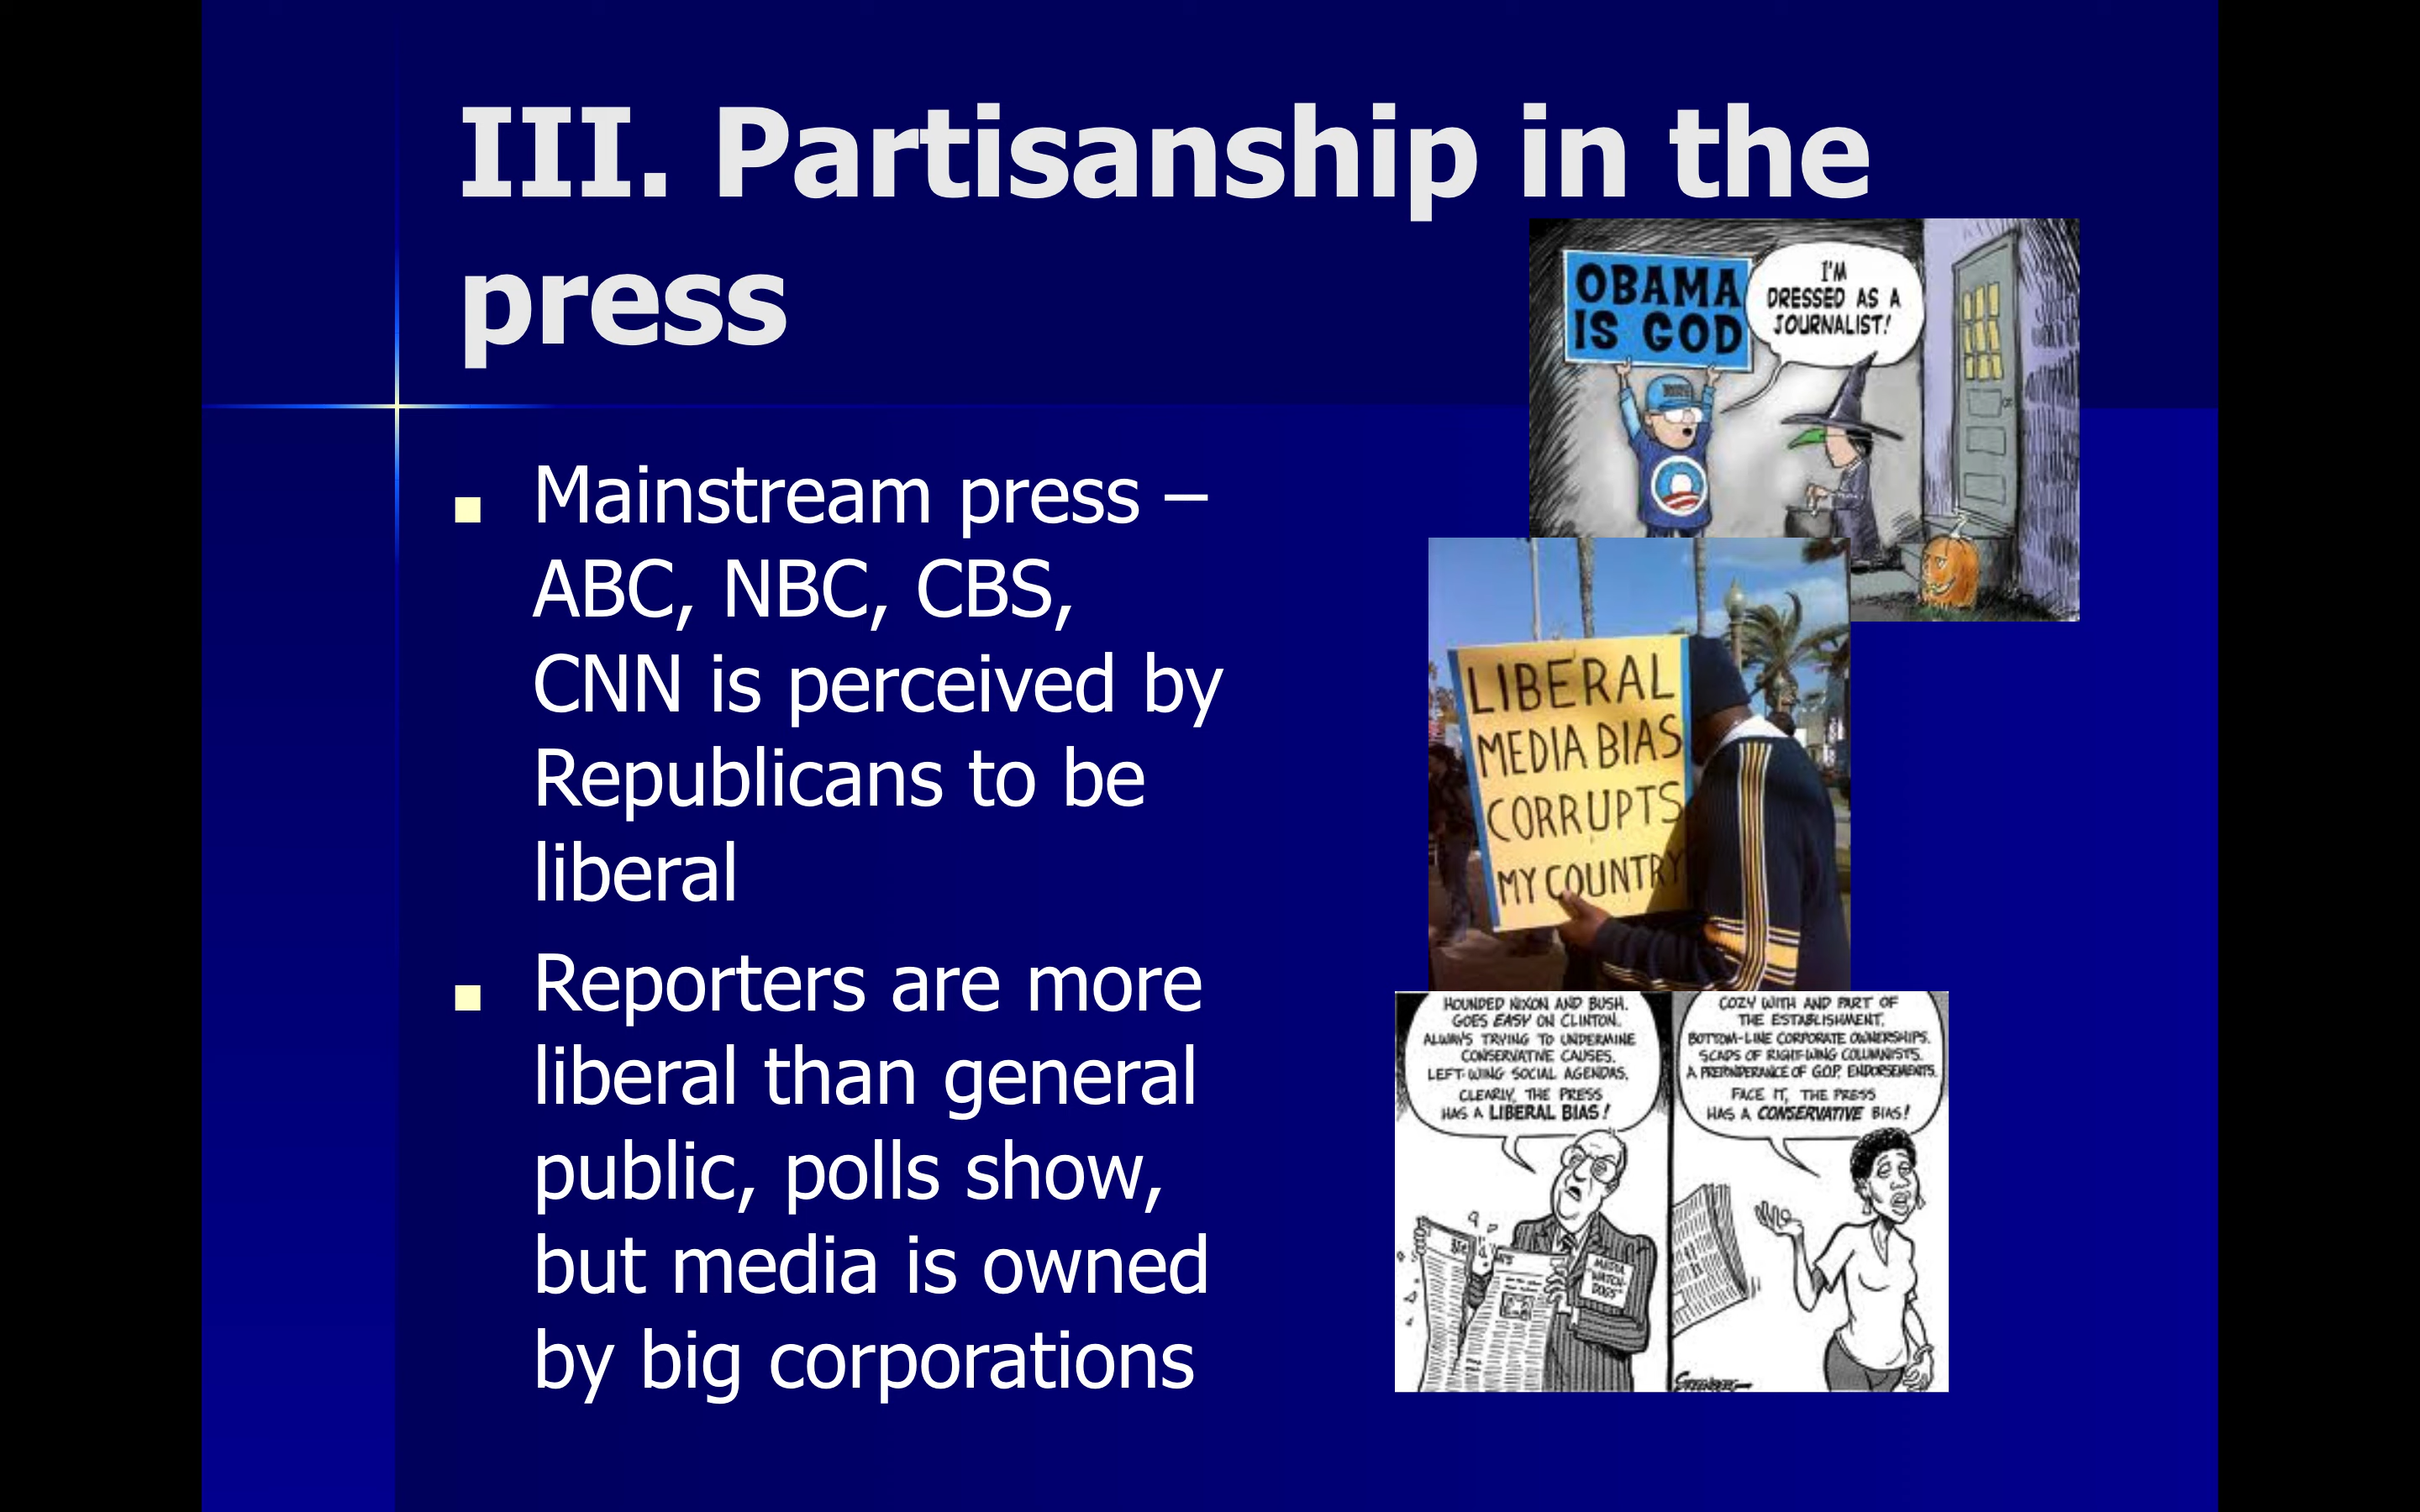 III. Partisanship in the
press
Mainstream press –
ABC, NBC, CBS,
CNN is perceived by
Republicans to be
liberal
Reporters are more
liberal than general
public, polls show,
but media is owned
by big corporations
OBAMA
IS GOD
I'M
DRESSED AS A
JOURNALIST!
LIBERAL
MEDIA BIAS
CORRUPTS
MY COUNTRY
HOUNDED NIXON AND BUSH.
GOES EASY ON CLINTON.
ALWAYS TRYING TO UNDERMINE
CONSERVATIVE CAUSES.
LEFT-WING SOCIAL AGENDAS.
CLEARLY, THE PRESS
HAS A LIBERAL BIAS!
MEDIA
"WATCH-
DOGS"
COZY WITH AND PART OF
THE ESTABLISHMENT.
BOTTOM-LINE CORPORATE OWNERSHIPS.
SCADS OF RIGHT-WING COLUMNISTS.
A PREPONDERANCE OF G.O.P. ENDORSEMENTS.
FACE IT, THE PRESS
HAS A CONSERVATIVE BIAS!